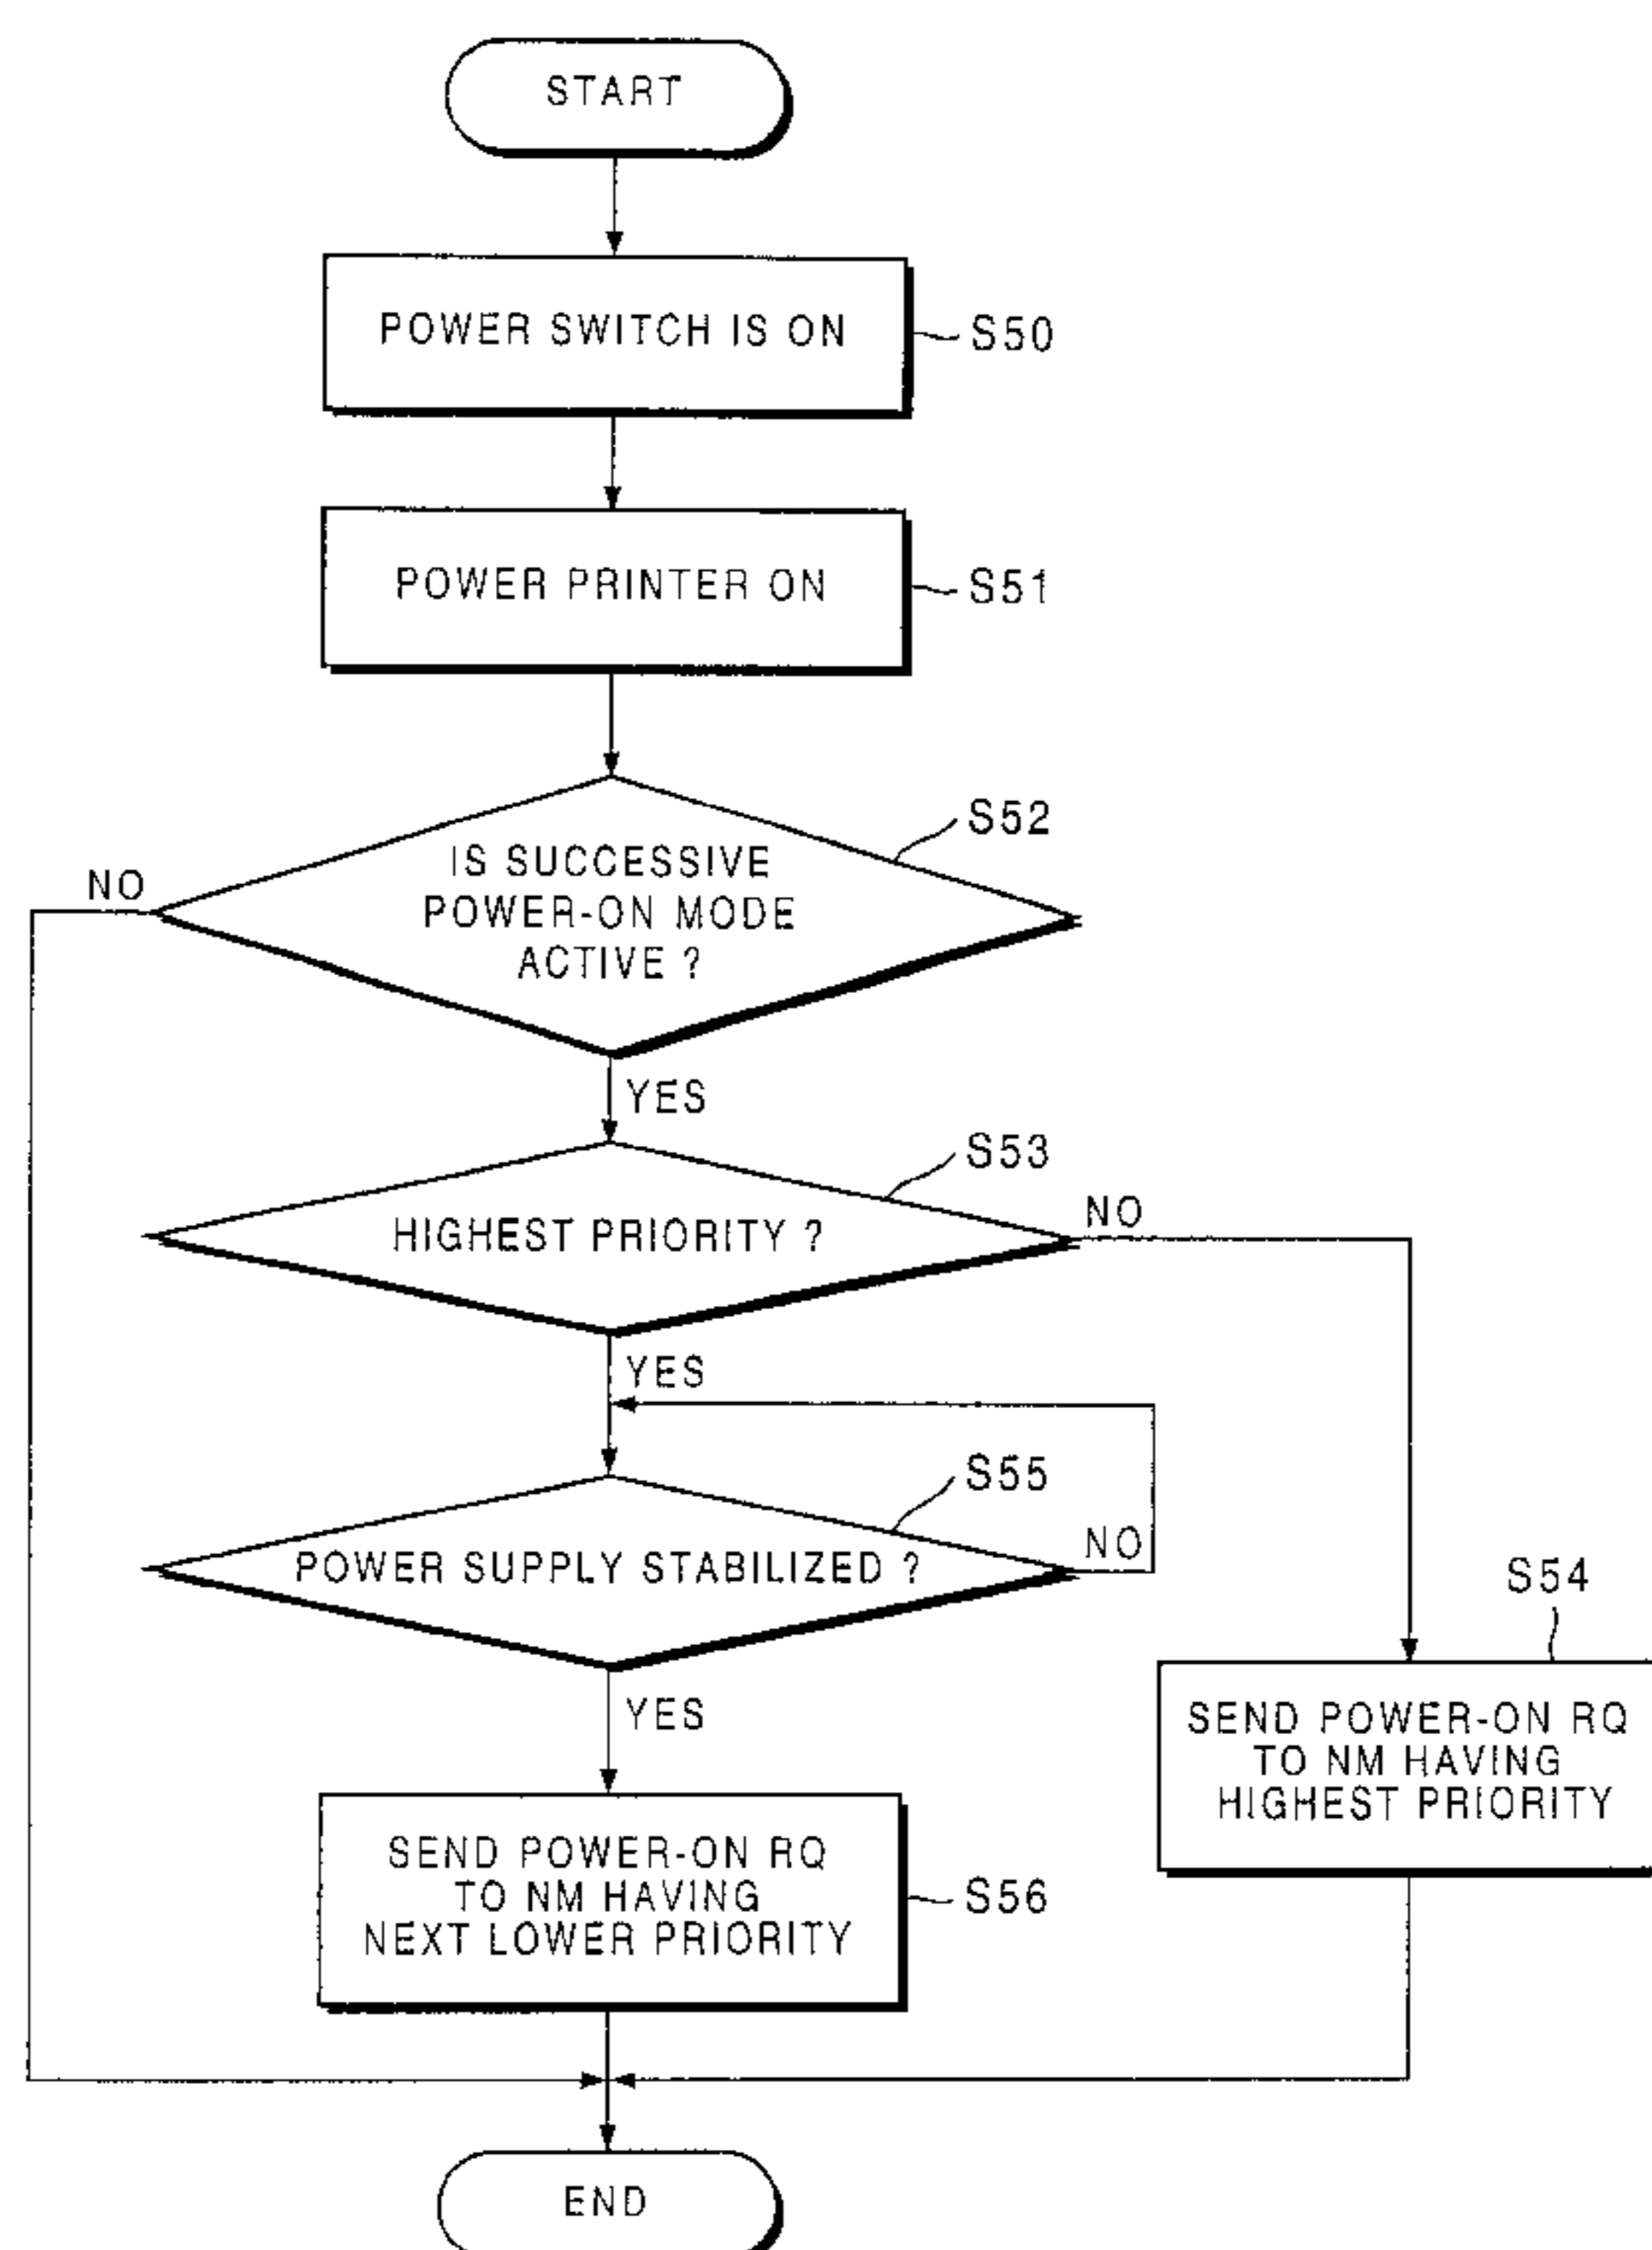 START
POWER SWITCH IS ON
S50
POWER PRINTER ON
S51
S52
IS SUCCESSIVE
POWER-ON MODE
ACTIVE ?
NO
YES
S53
HIGHEST PRIORITY ?
NO
YES
S55
POWER SUPPLY STABILIZED ?
NO
YES
S54
SEND POWER-ON RQ
TO NM HAVING
HIGHEST PRIORITY
SEND POWER-ON RQ
TO NM HAVING
NEXT LOWER PRIORITY
S56
END